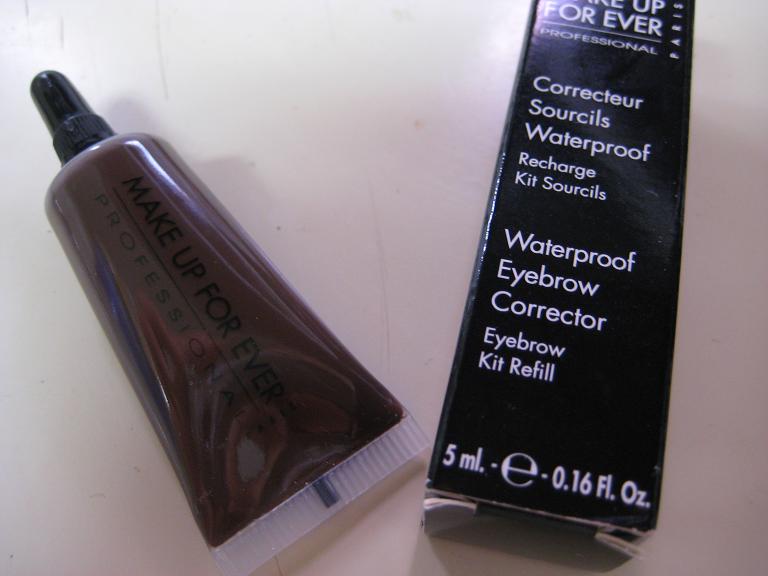 MAKE UP FOR EVER
PROFESSIONAL
MAKE UP
FOR EVER
PROFESSIONAL
PARIS
Correcteur
Sourcils
Waterproof
Recharge
Kit Sourcils
Waterproof
Eyebrow
Corrector
Eyebrow
Kit Refill
5 ml. - e - 0.16 Fl. Oz.